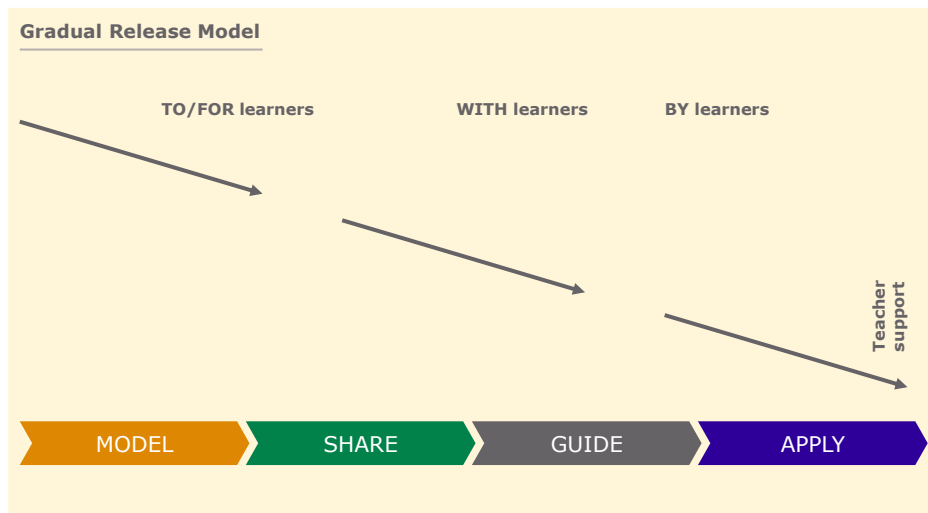 Gradual Release Model
TO/FOR learners
WITH learners
BY learners
Teacher
support
MODEL
SHARE
GUIDE
APPLY